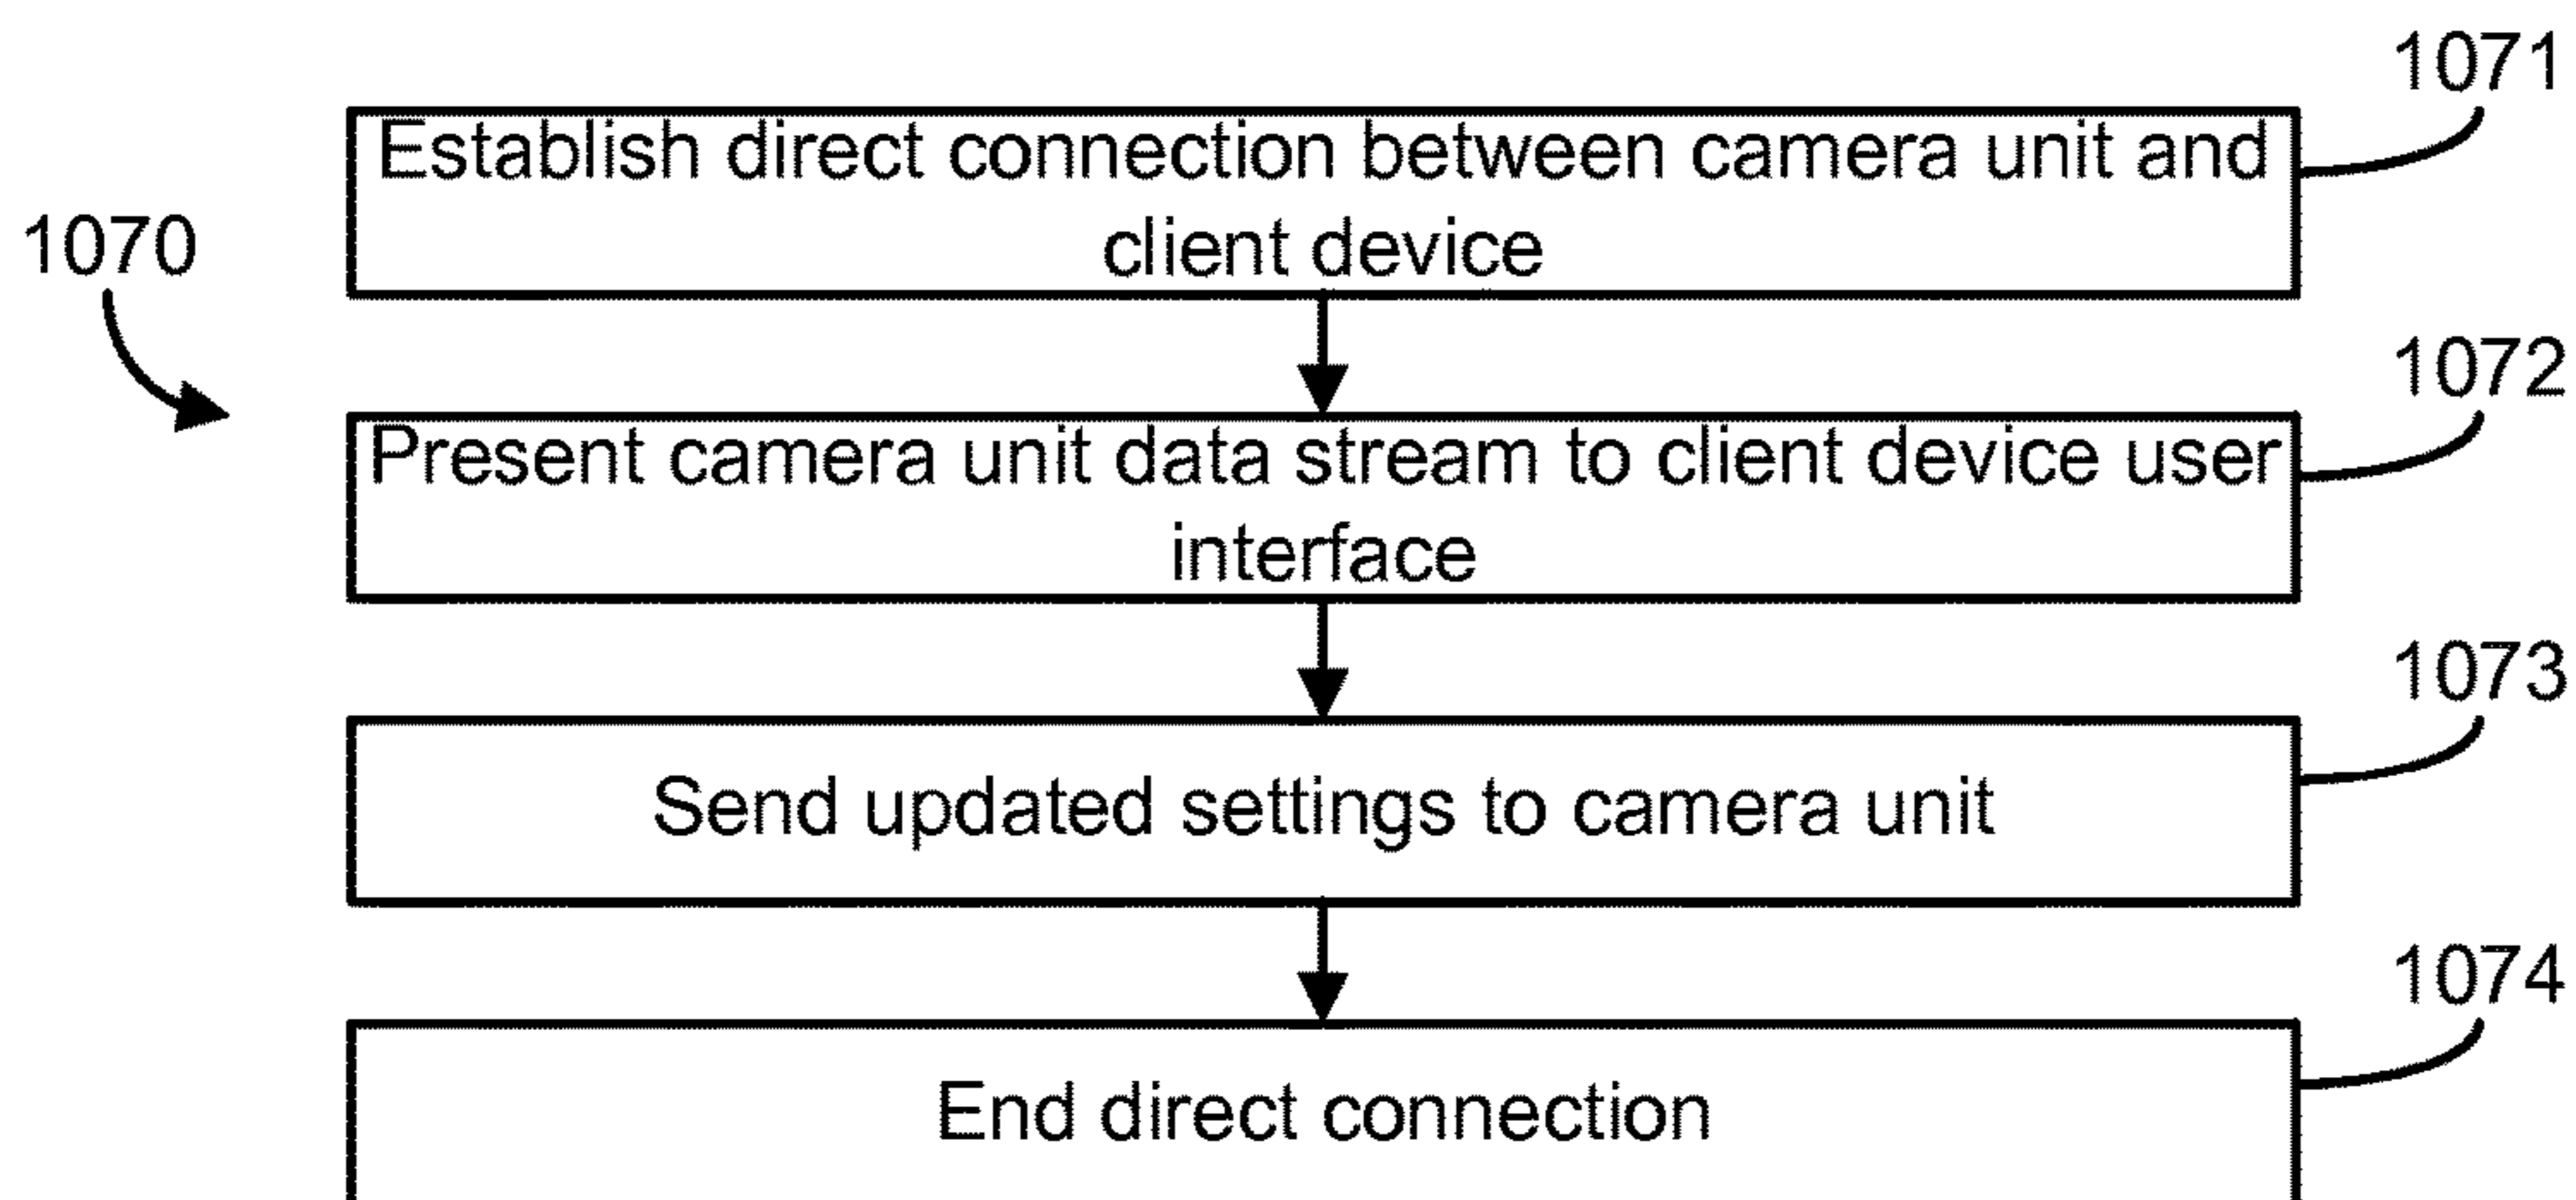 1071
Establish direct connection between camera unit and
client device
1070
1072
Present camera unit data stream to client device user
interface
1073
Send updated settings to camera unit
1074
End direct connection